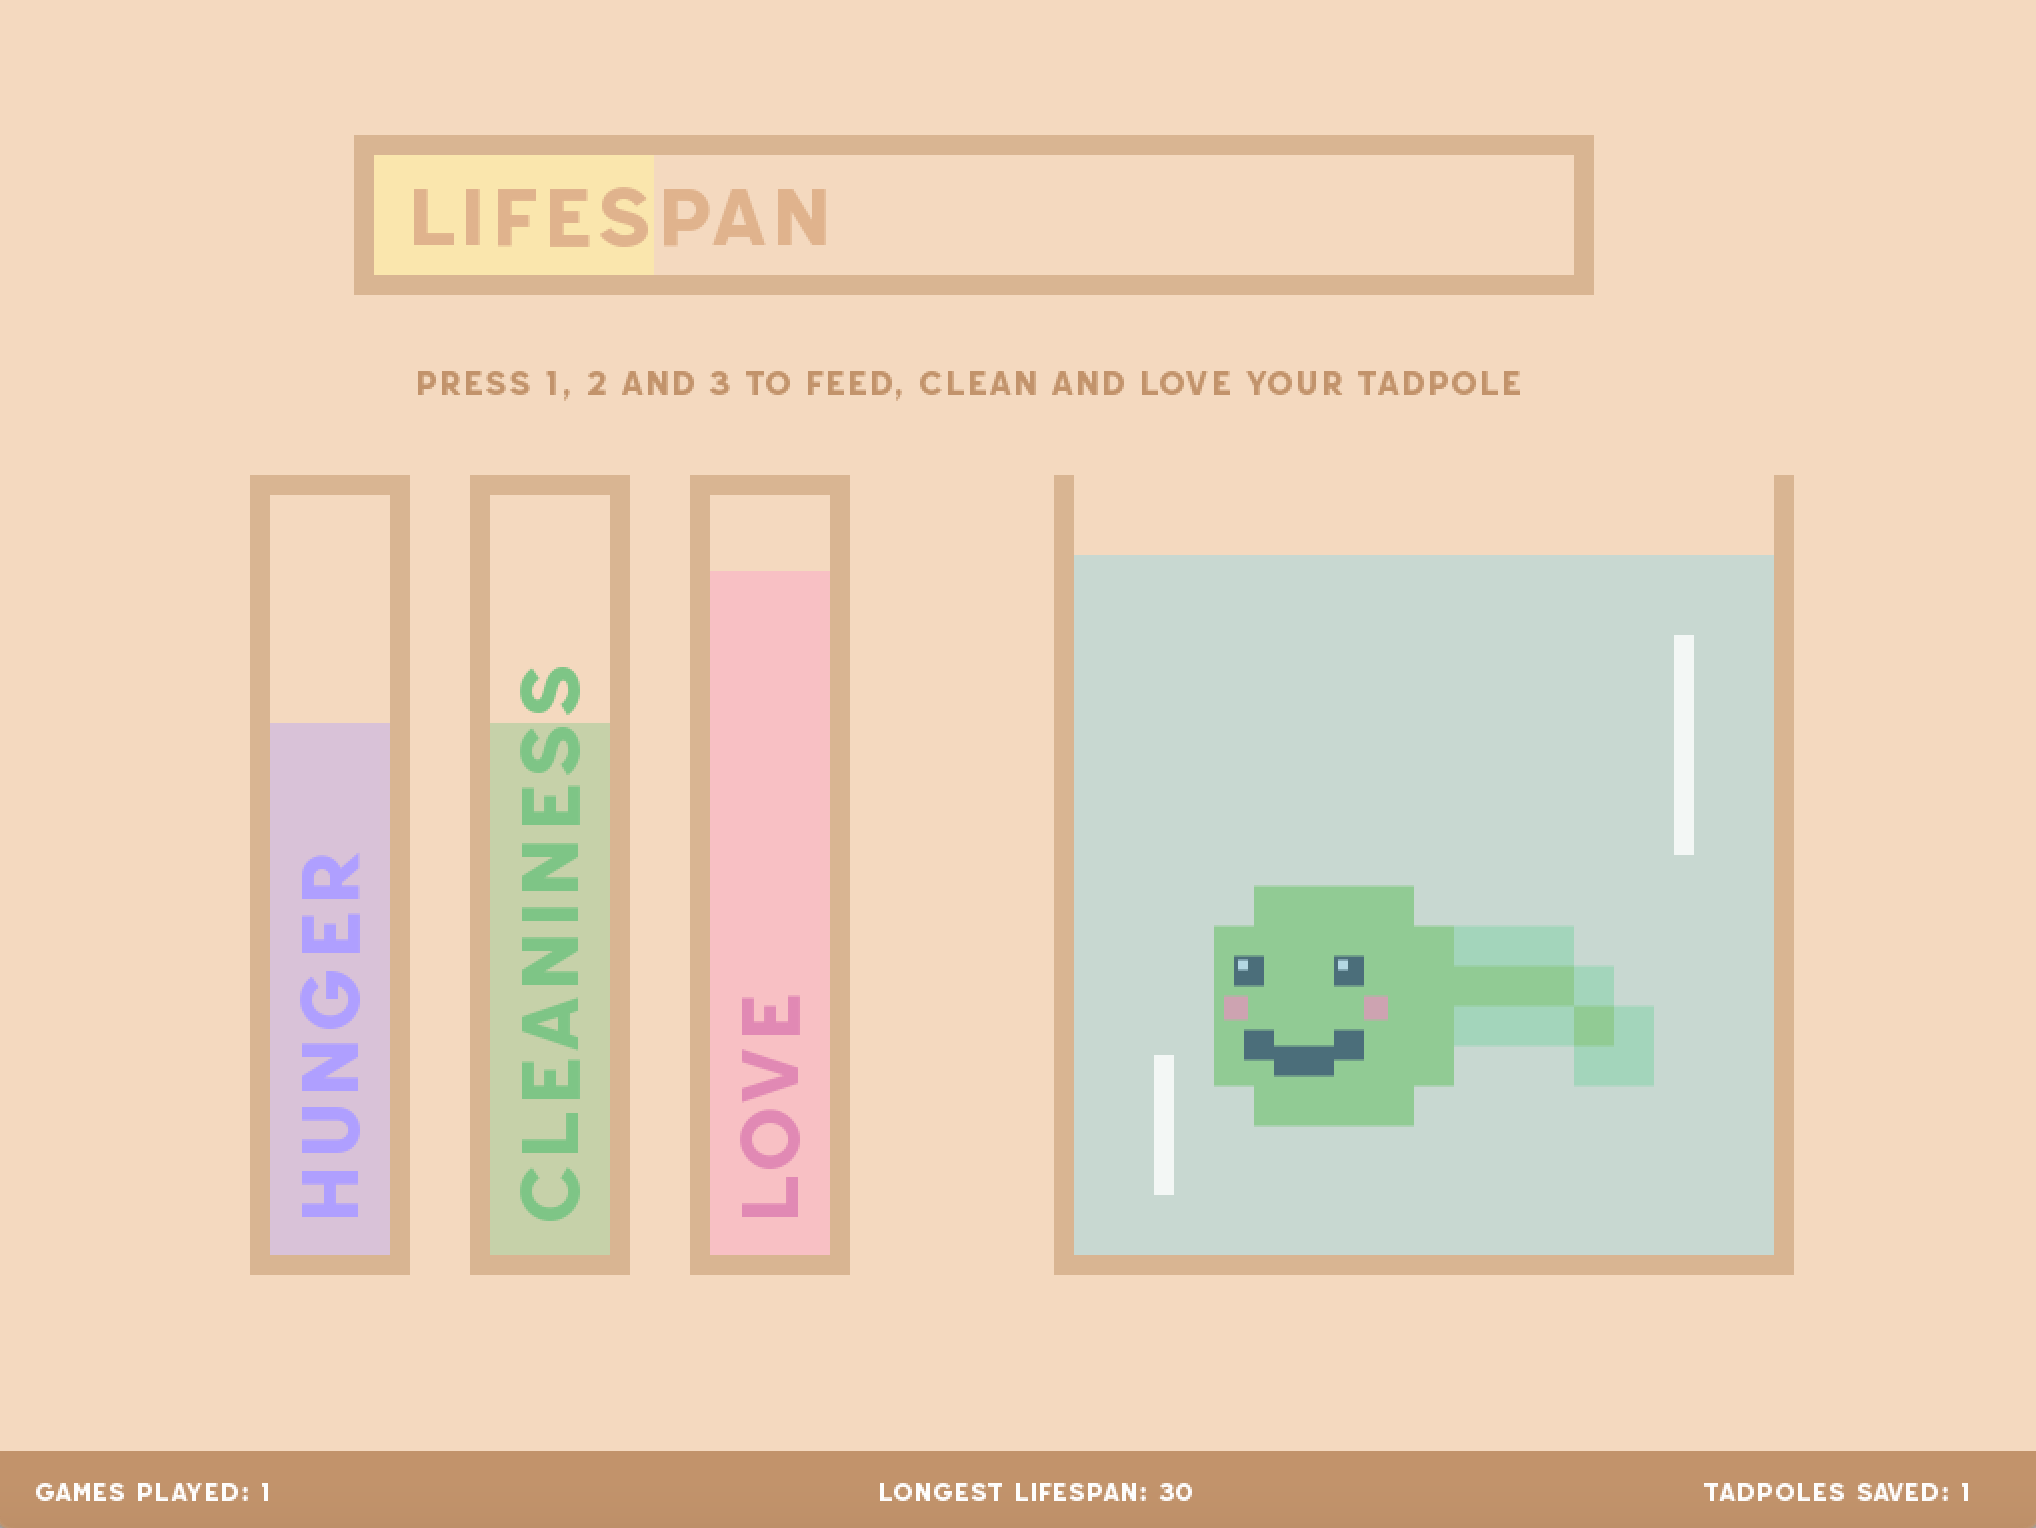 LIFESPAN
PRESS 1, 2 AND 3 TO FEED, CLEAN AND LOVE YOUR TADPOLE
HUNGER
CLEANINESS
LOVE
GAMES PLAYED: 1
LONGEST LIFESPAN: 30
TADPOLES SAVED: 1